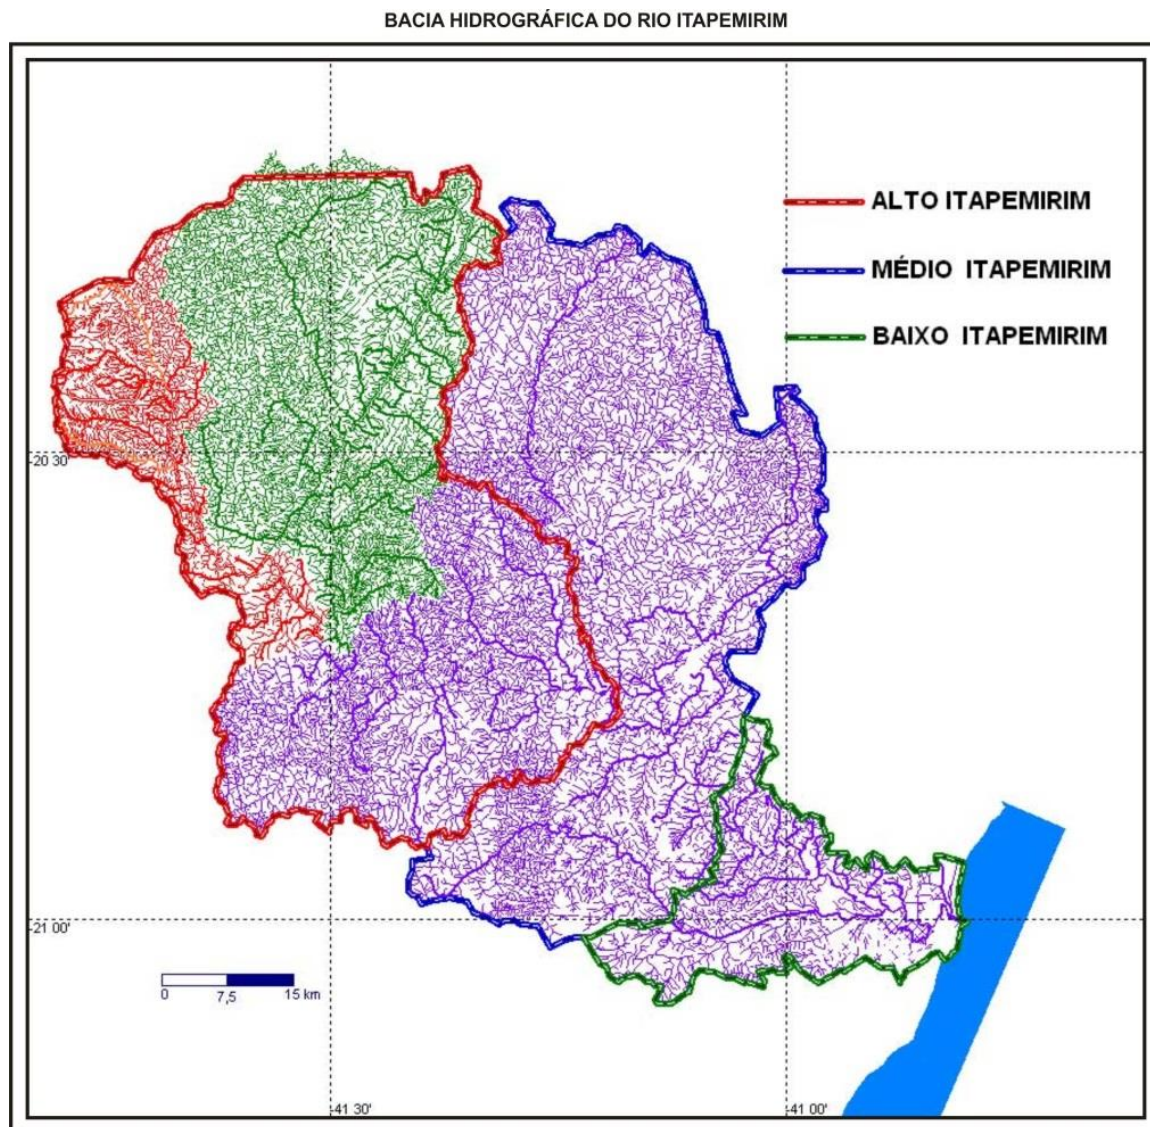 BACIA HIDROGRÁFICA DO RIO ITAPEMIRIM
ALTO ITAPEMIRIM
MÉDIO ITAPEMIRIM
BAIXO ITAPEMIRIM
-20 30'
-21 00'
0 7,5 15 km
-41 30'
-41 00'